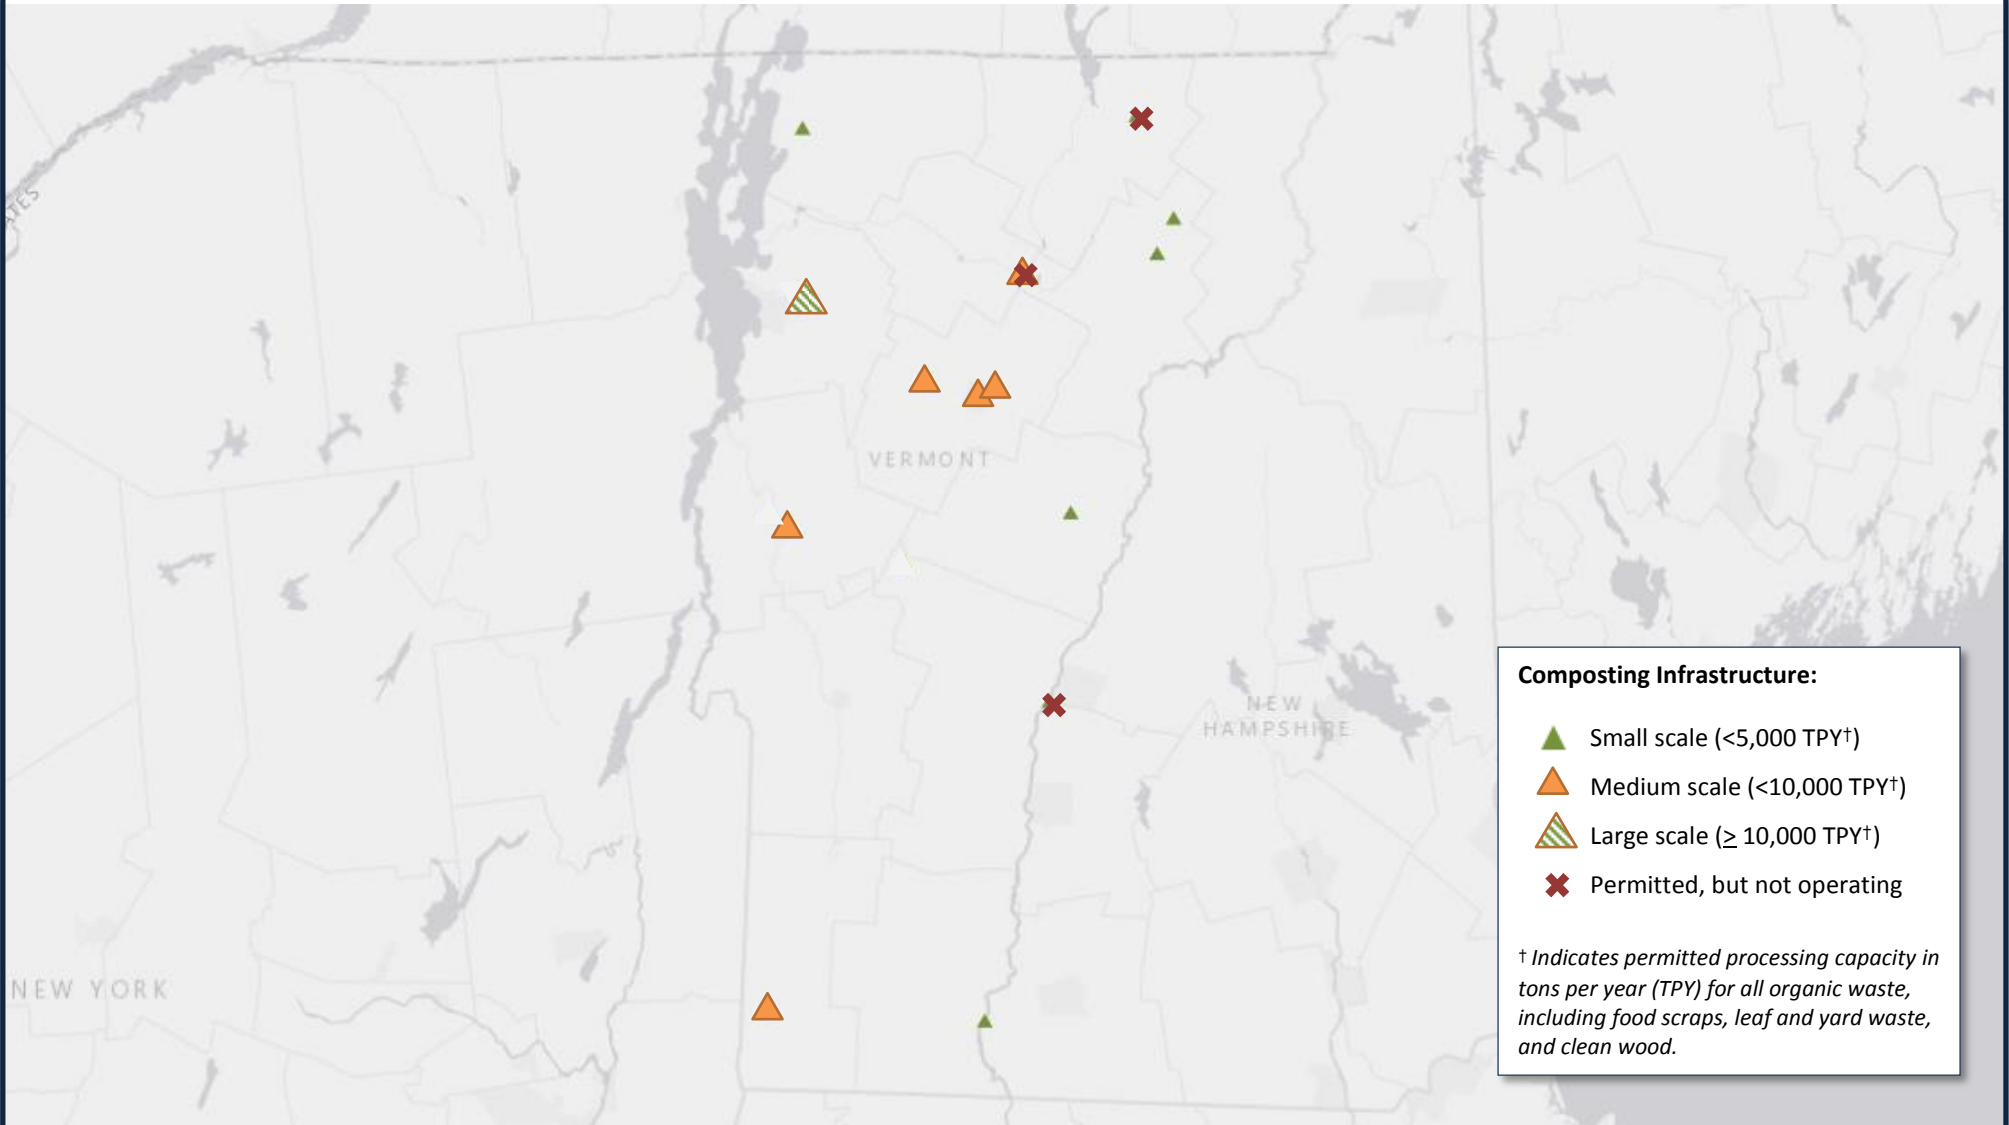 ATES
VERMONT
NEW
HAMPSHIRE
NEW YORK
Composting Infrastructure:
Small scale (<5,000 TPY†)
Medium scale (<10,000 TPY†)
Large scale (≥ 10,000 TPY†)
Permitted, but not operating
† Indicates permitted processing capacity in
tons per year (TPY) for all organic waste,
including food scraps, leaf and yard waste,
and clean wood.